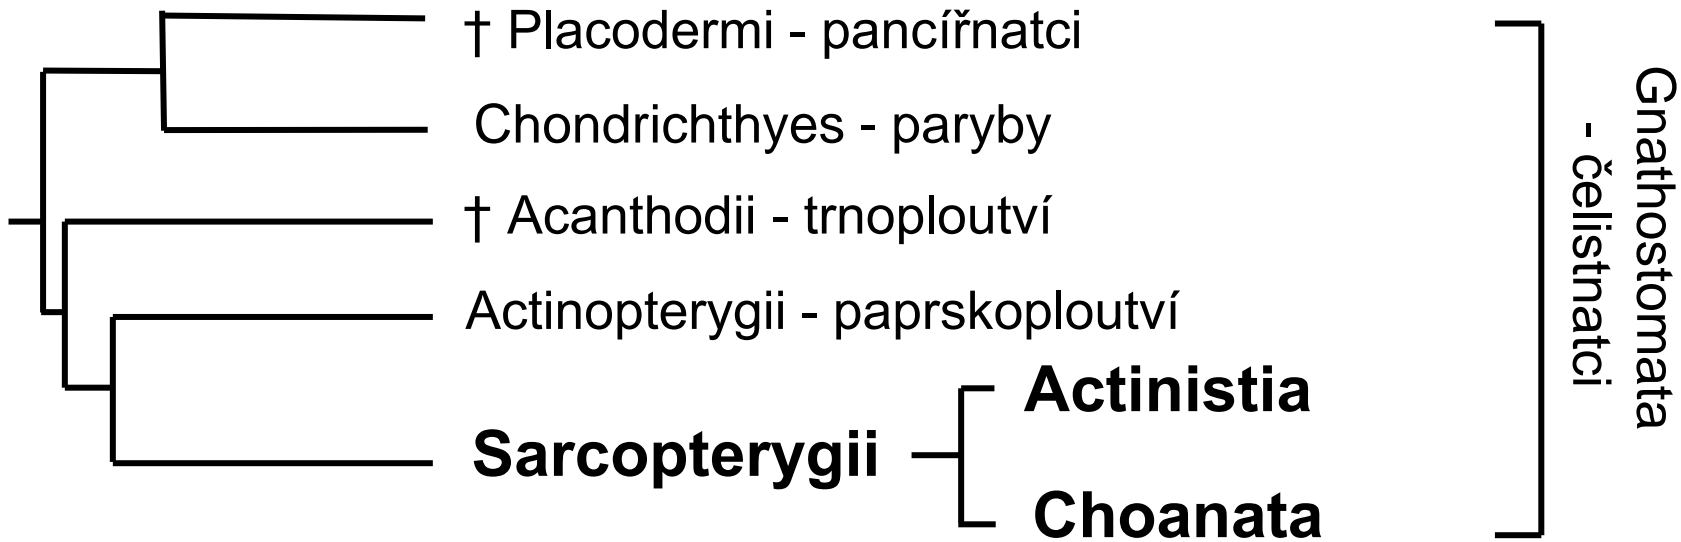 † Placodermi - pancířnatci
Chondrichthyes - paryby
† Acanthodii - trnoploutví
Actinopterygii - paprskoploutví
Sarcopterygii
Actinistia
Choanata
Gnathostomata
- čelistnatci